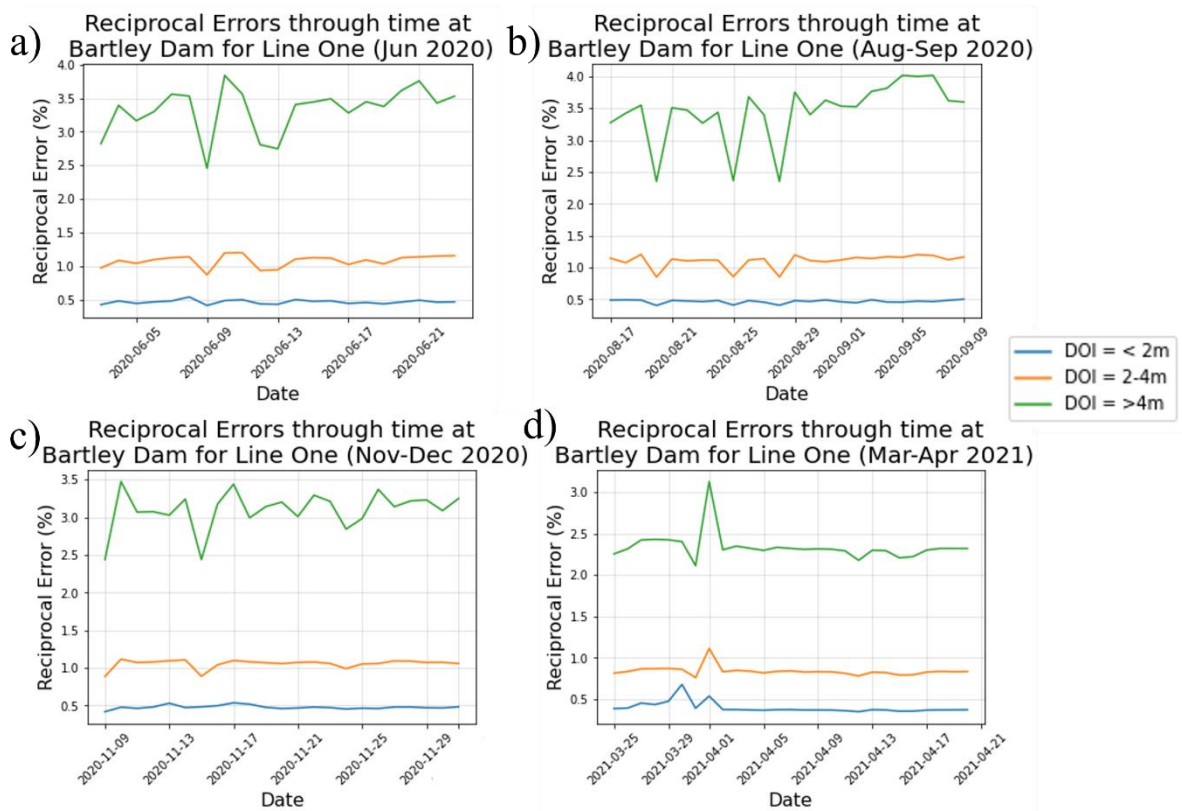 a)
Reciprocal Errors through time at
Bartley Dam for Line One (Jun 2020)
Reciprocal Error (%)
4.0
3.5
3.0
2.5
2.0
1.5
1.0
0.5
2020-06-05
2020-06-09
2020-06-13
2020-06-17
2020-06-21
Date
b)
Reciprocal Errors through time at
Bartley Dam for Line One (Aug-Sep 2020)
Reciprocal Error (%)
4.0
3.5
3.0
2.5
2.0
1.5
1.0
0.5
2020-08-17
2020-08-21
2020-08-25
2020-08-29
2020-09-01
2020-09-05
2020-09-09
Date
DOI = < 2m
DOI = 2-4m
DOI = >4m
c)
Reciprocal Errors through time at
Bartley Dam for Line One (Nov-Dec 2020)
Reciprocal Error (%)
3.5
3.0
2.5
2.0
1.5
1.0
0.5
2020-11-09
2020-11-13
2020-11-17
2020-11-21
2020-11-25
2020-11-29
Date
d)
Reciprocal Errors through time at
Bartley Dam for Line One (Mar-Apr 2021)
Reciprocal Error (%)
3.0
2.5
2.0
1.5
1.0
0.5
2021-03-25
2021-03-29
2021-04-01
2021-04-05
2021-04-09
2021-04-13
2021-04-17
2021-04-21
Date